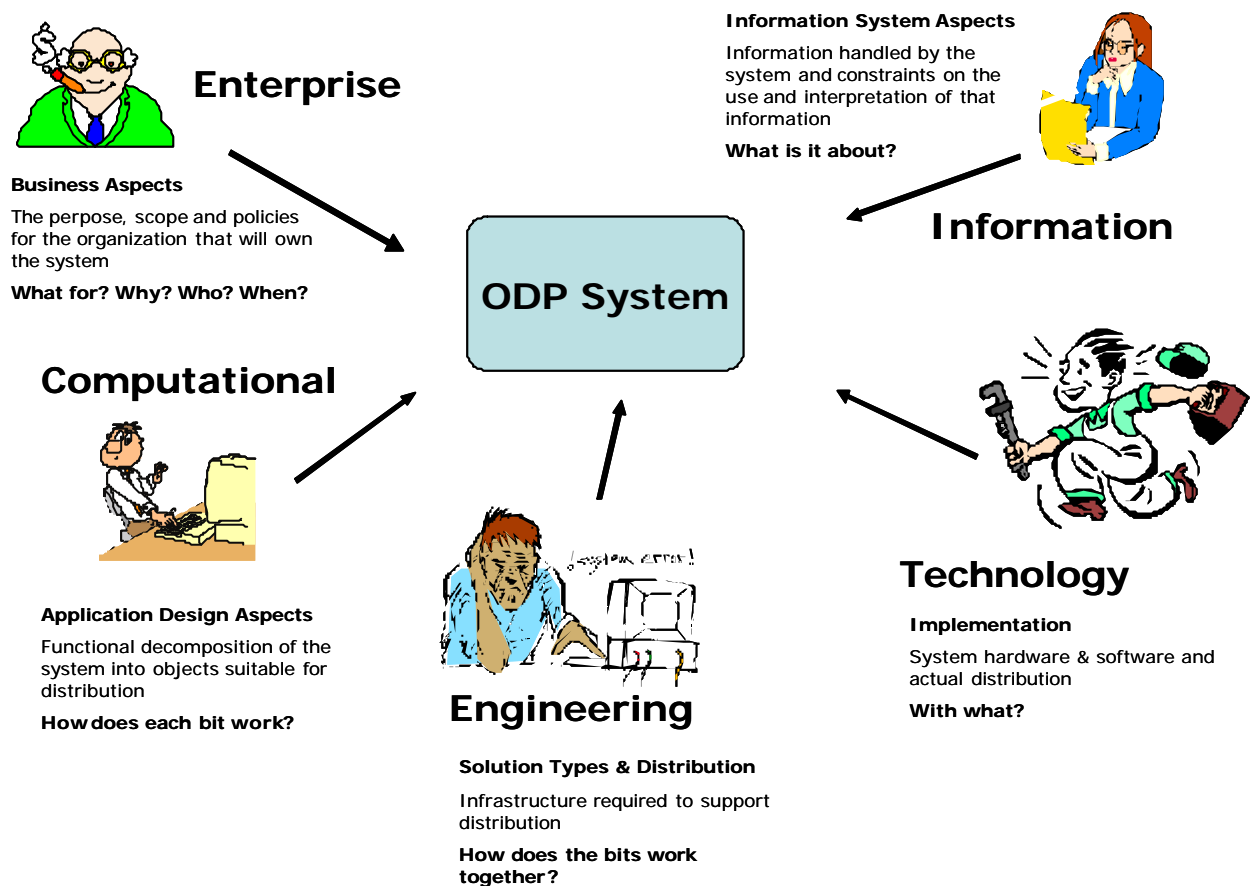 $
Enterprise
Business Aspects
The perpose, scope and policies
for the organization that will own
the system
What for? Why? Who? When?
Information System Aspects
Information handled by the
system and constraints on the
use and interpretation of that
information
What is it about?
Information
ODP System
Computational
Application Design Aspects
Functional decomposition of the
system into objects suitable for
distribution
How does each bit work?
system error!
Engineering
Solution Types & Distribution
Infrastructure required to support
distribution
How does the bits work
together?
Technology
Implementation
System hardware & software and
actual distribution
With what?